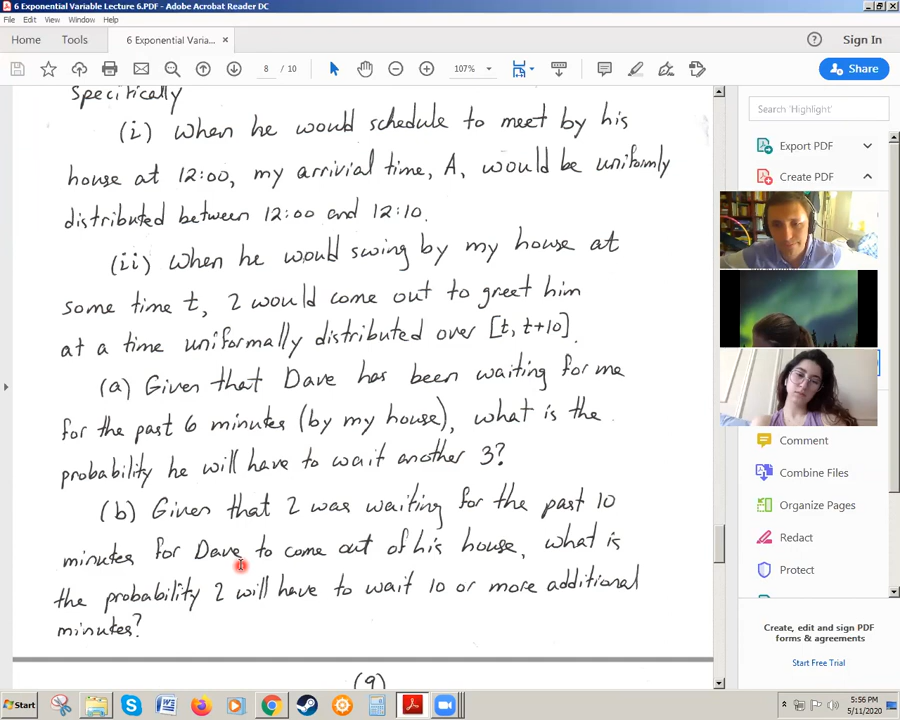 6 Exponential Variable Lecture 6.PDF - Adobe Acrobat Reader DC
File Edit View Window Help
Home Tools 6 Exponential Varia... × Sign In
8 / 10 107% Share
Specifically
(i) When he would schedule to meet by his
house at 12:00, my arrivial time, A, would be uniformly
distributed between 12:00 and 12:10.
(ii) When he would swing by my house at
some time t, I would come out to greet him
at a time uniformally distributed over [t, t+10].
(a) Given that Dave has been waiting for me
for the past 6 minutes (by my house), what is the
probability he will have to wait another 3?
(b) Given that I was waiting for the past 10
minutes for Dave to come out of his house, what is
the probability I will have to wait 10 or more additional
minutes?
(9)
Search 'Highlight'
Export PDF
Create PDF
Comment
Combine Files
Organize Pages
Redact
Protect
Create, edit and sign PDF
forms & agreements
Start Free Trial
Start
5:56 PM
5/11/2020